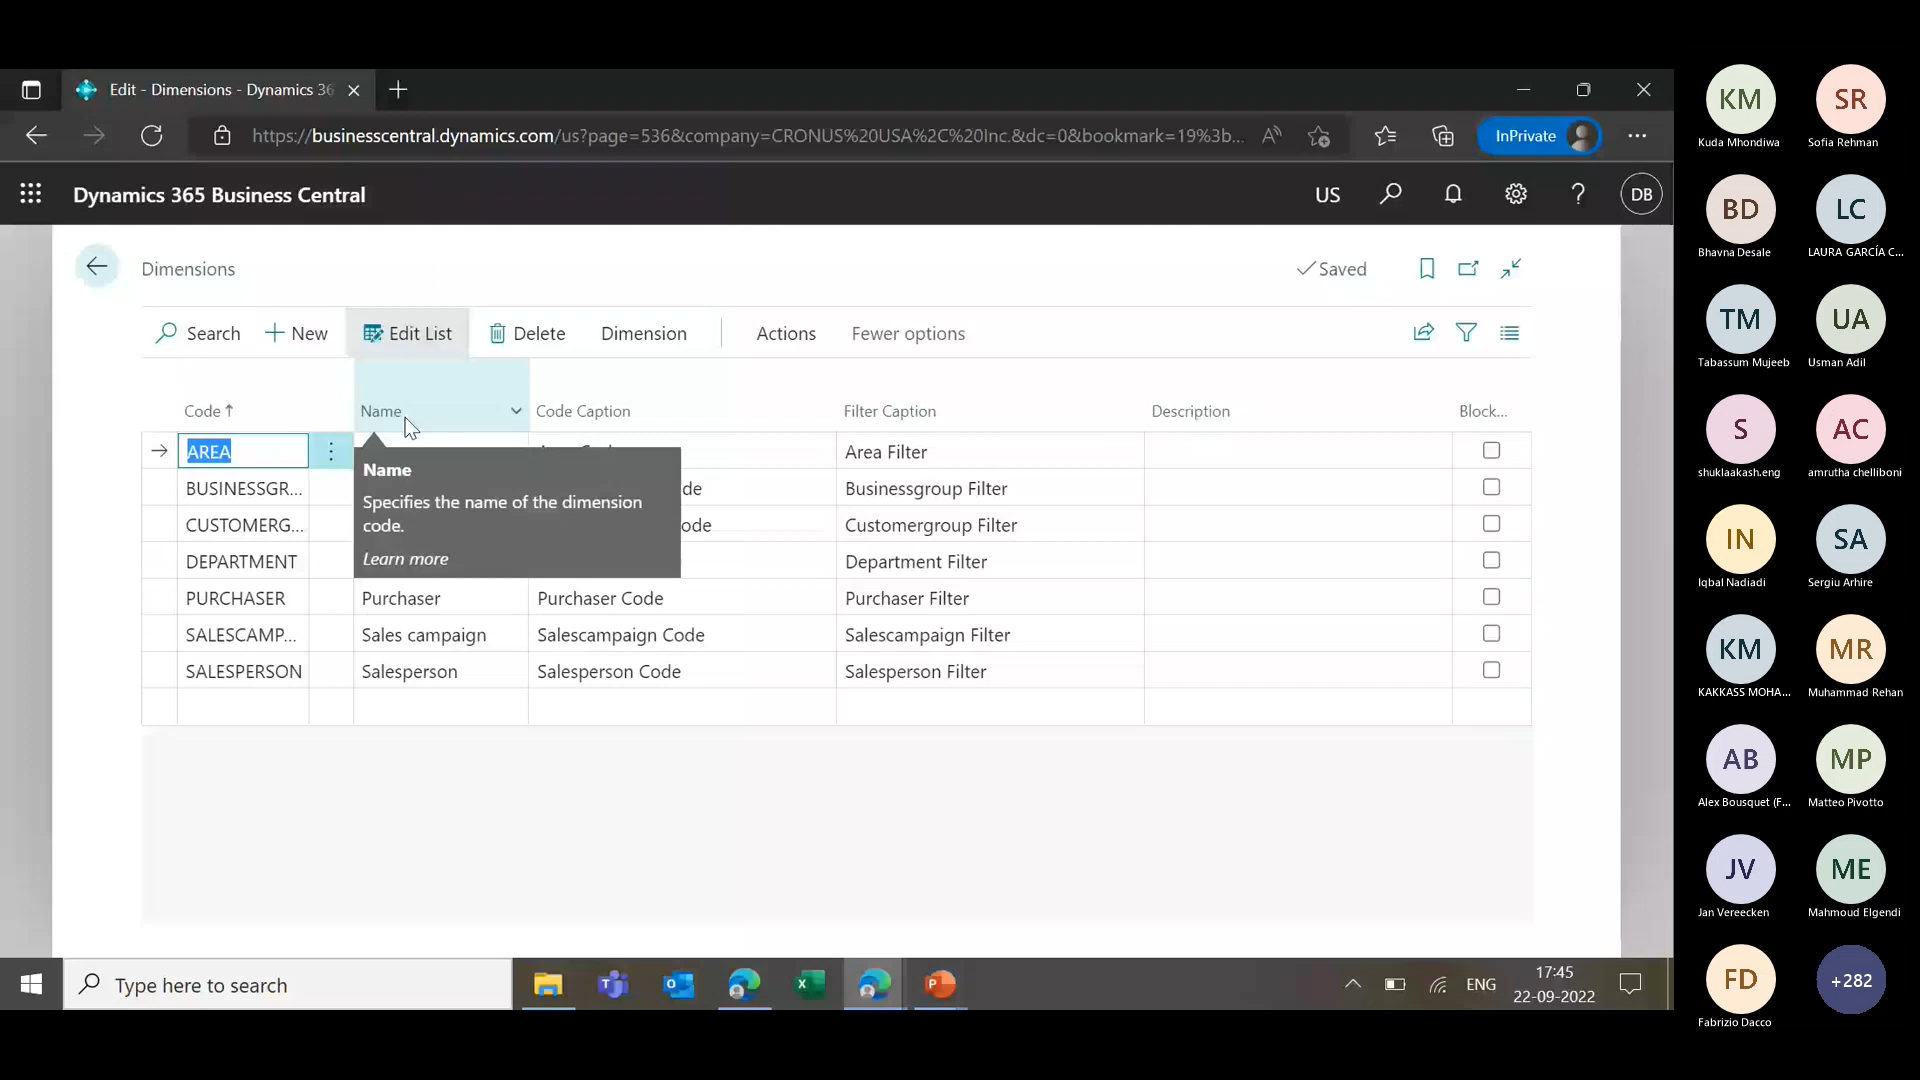 Edit - Dimensions - Dynamics 36
https://businesscentral.dynamics.com/us?page=536&company=CRONUS%20USA%2C%20Inc.&dc=0&bookmark=19%3b...
InPrivate
Dynamics 365 Business Central
US
?
DB
Dimensions
Saved
Search
New
Edit List
Delete
Dimension
Actions
Fewer options
Code↑ Name Code Caption Filter Caption Description Block...
AREA Area Filter
BUSINESSGR... de Businessgroup Filter
CUSTOMERG... ode Customergroup Filter
DEPARTMENT Department Filter
PURCHASER Purchaser Purchaser Code Purchaser Filter
SALESCAMP... Sales campaign Salescampaign Code Salescampaign Filter
SALESPERSON Salesperson Salesperson Code Salesperson Filter
Name
Specifies the name of the dimension
code.
Learn more
Type here to search
ENG
17:45
22-09-2022
KM SR
Kuda Mhondiwa Sofia Rehman
BD LC
Bhavna Desale LAURA GARCÍA C...
TM UA
Tabassum Mujeeb Usman Adil
S AC
shuklaakash.eng amrutha chelliboni
IN SA
Iqbal Nadiadi Sergiu Arhire
KM MR
KAKKASS MOHA... Muhammad Rehan
AB MP
Alex Bousquet (F... Matteo Pivotto
JV ME
Jan Vereecken Mahmoud Elgendi
FD +282
Fabrizio Dacco